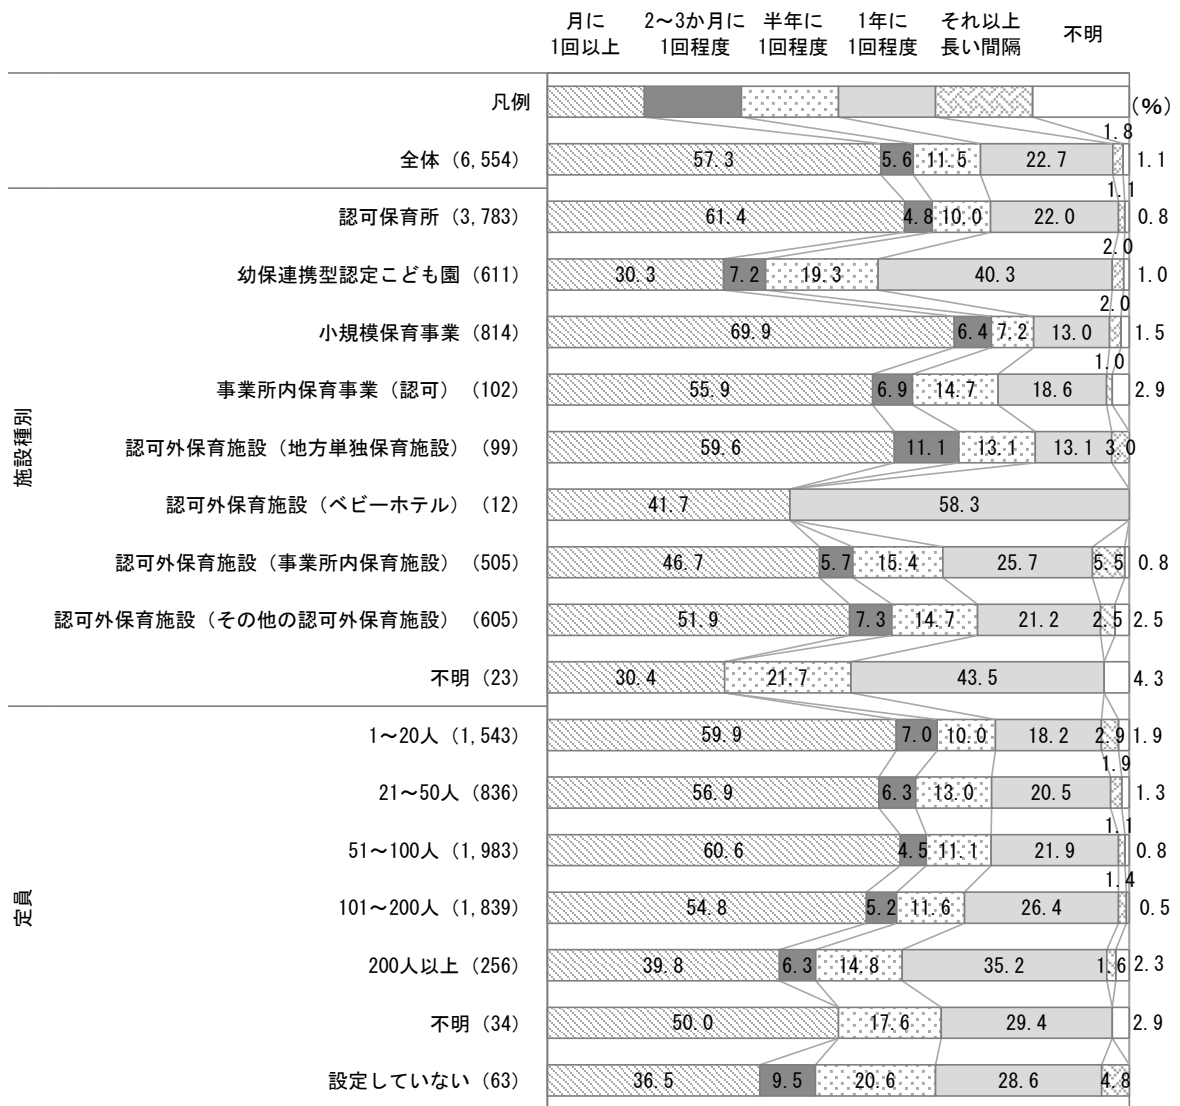 月に
1回以上
2～3か月に
1回程度
半年に
1回程度
1年に
1回程度
それ以上
長い間隔
不明
凡例
(%)
全体（6,554）
57.3 5.6 11.5 22.7 1.8 1.1
施設種別
認可保育所（3,783）
61.4 4.8 10.0 22.0 1.1 0.8
幼保連携型認定こども園（611）
30.3 7.2 19.3 40.3 2.0 1.0
小規模保育事業（814）
69.9 6.4 7.2 13.0 2.0 1.5
事業所内保育事業（認可）（102）
55.9 6.9 14.7 18.6 1.0 2.9
認可外保育施設（地方単独保育施設）（99）
59.6 11.1 13.1 13.1 3.0
認可外保育施設（ベビーホテル）（12）
41.7 58.3
認可外保育施設（事業所内保育施設）（505）
46.7 5.7 15.4 25.7 5.5 0.8
認可外保育施設（その他の認可外保育施設）（605）
51.9 7.3 14.7 21.2 2.5 2.5
不明（23）
30.4 21.7 43.5 4.3
定員
1～20人（1,543）
59.9 7.0 10.0 18.2 2.9 1.9
21～50人（836）
56.9 6.3 13.0 20.5 1.9 1.3
51～100人（1,983）
60.6 4.5 11.1 21.9 1.1 0.8
101～200人（1,839）
54.8 5.2 11.6 26.4 1.4 0.5
200人以上（256）
39.8 6.3 14.8 35.2 1.6 2.3
不明（34）
50.0 17.6 29.4 2.9
設定していない（63）
36.5 9.5 20.6 28.6 4.8